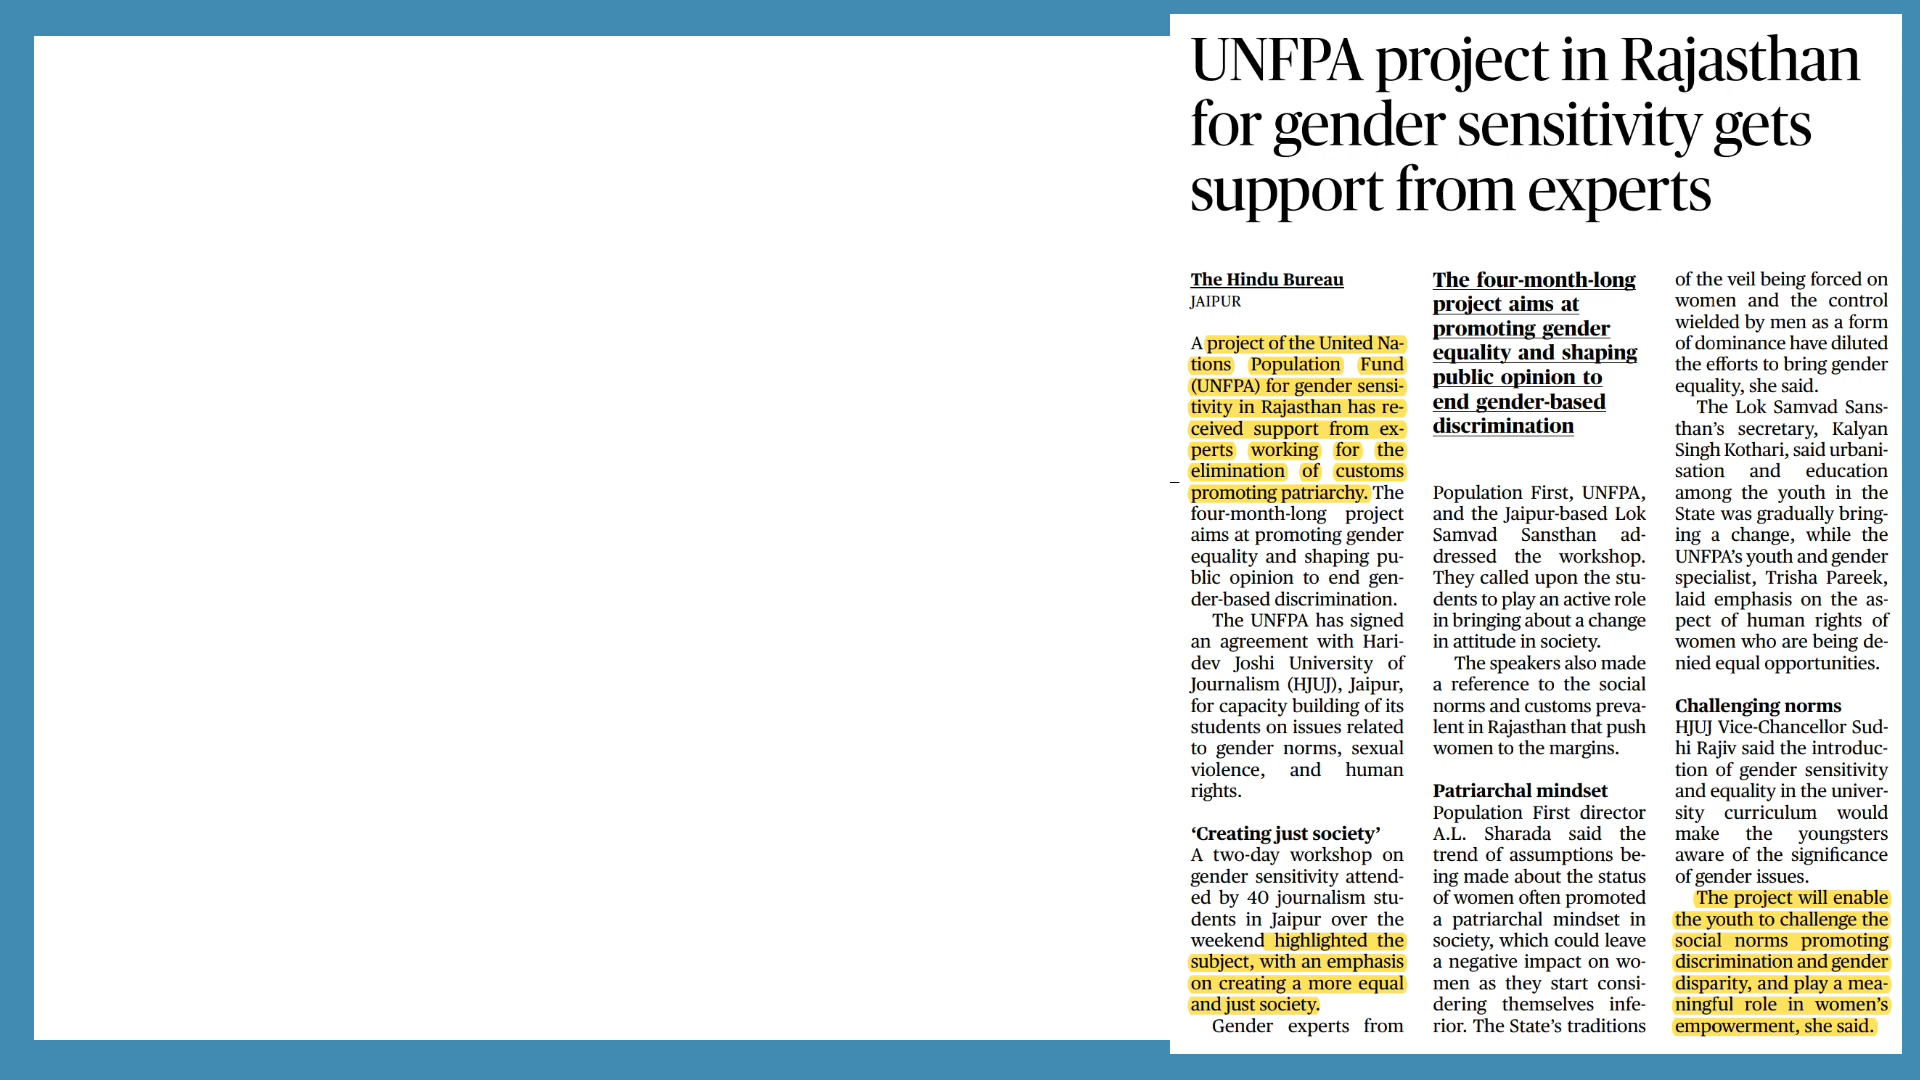 UNFPA project in Rajasthan
for gender sensitivity gets
support from experts
The Hindu Bureau
JAIPUR
A project of the United Na-
tions Population Fund
(UNFPA) for gender sensi-
tivity in Rajasthan has re-
ceived support from ex-
perts working for the
elimination of customs
promoting patriarchy. The
four-month-long project
aims at promoting gender
equality and shaping pu-
blic opinion to end gen-
der-based discrimination.
The UNFPA has signed
an agreement with Hari-
dev Joshi University of
Journalism (HJUJ), Jaipur,
for capacity building of its
students on issues related
to gender norms, sexual
violence, and human
rights.
‘Creating just society’
A two-day workshop on
gender sensitivity attend-
ed by 40 journalism stu-
dents in Jaipur over the
weekend highlighted the
subject, with an emphasis
on creating a more equal
and just society.
Gender experts from
The four-month-long
project aims at
promoting gender
equality and shaping
public opinion to
end gender-based
discrimination
Population First, UNFPA,
and the Jaipur-based Lok
Samvad Sansthan ad-
dressed the workshop.
They called upon the stu-
dents to play an active role
in bringing about a change
in attitude in society.
The speakers also made
a reference to the social
norms and customs preva-
lent in Rajasthan that push
women to the margins.
Patriarchal mindset
Population First director
A.L. Sharada said the
trend of assumptions be-
ing made about the status
of women often promoted
a patriarchal mindset in
society, which could leave
a negative impact on wo-
men as they start consi-
dering themselves infe-
rior. The State’s traditions
of the veil being forced on
women and the control
wielded by men as a form
of dominance have diluted
the efforts to bring gender
equality, she said.
The Lok Samvad Sans-
than’s secretary, Kalyan
Singh Kothari, said urbani-
sation and education
among the youth in the
State was gradually bring-
ing a change, while the
UNFPA’s youth and gender
specialist, Trisha Pareek,
laid emphasis on the as-
pect of human rights of
women who are being de-
nied equal opportunities.
Challenging norms
HJUJ Vice-Chancellor Sud-
hi Rajiv said the introduc-
tion of gender sensitivity
and equality in the univer-
sity curriculum would
make the youngsters
aware of the significance
of gender issues.
The project will enable
the youth to challenge the
social norms promoting
discrimination and gender
disparity, and play a mea-
ningful role in women’s
empowerment, she said.